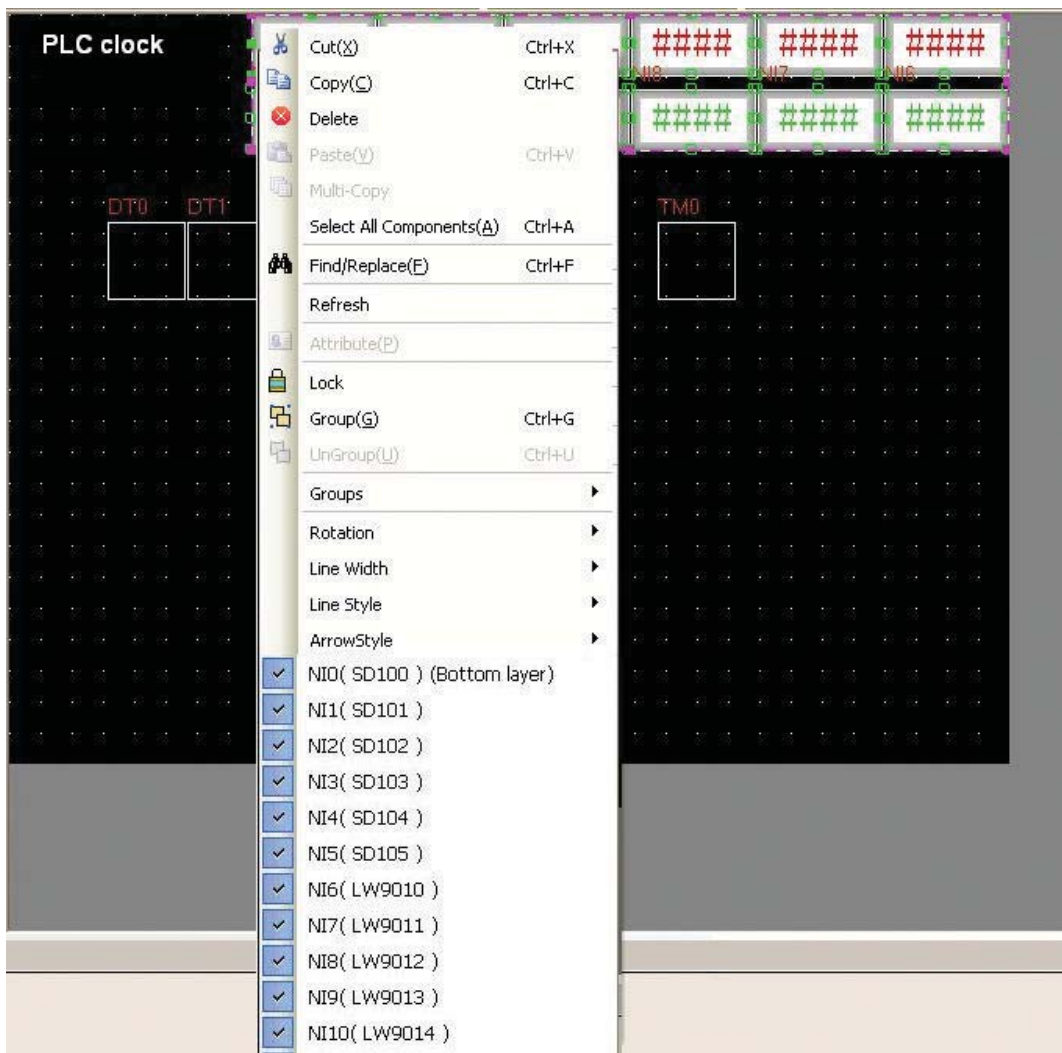 PLC clock
#### #### ####
NI8 NI7 NI6
#### #### ####
DT0 DT1 TM0
Cut(X) Ctrl+X
Copy(C) Ctrl+C
Delete
Paste(V) Ctrl+V
Multi-Copy
Select All Components(A) Ctrl+A
Find/Replace(F) Ctrl+F
Refresh
Attribute(P)
Lock
Group(G) Ctrl+G
UnGroup(U) Ctrl+U
Groups
Rotation
Line Width
Line Style
ArrowStyle
NI0( SD100 ) (Bottom layer)
NI1( SD101 )
NI2( SD102 )
NI3( SD103 )
NI4( SD104 )
NI5( SD105 )
NI6( LW9010 )
NI7( LW9011 )
NI8( LW9012 )
NI9( LW9013 )
NI10( LW9014 )